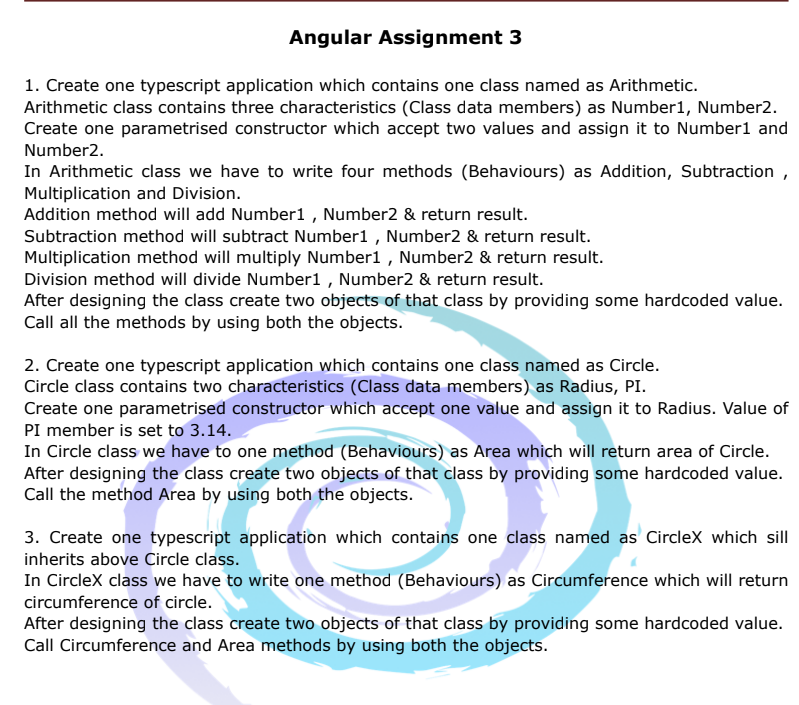 Angular Assignment 3
1. Create one typescript application which contains one class named as Arithmetic.
Arithmetic class contains three characteristics (Class data members) as Number1, Number2.
Create one parametrised constructor which accept two values and assign it to Number1 and
Number2.
In Arithmetic class we have to write four methods (Behaviours) as Addition, Subtraction ,
Multiplication and Division.
Addition method will add Number1 , Number2 & return result.
Subtraction method will subtract Number1 , Number2 & return result.
Multiplication method will multiply Number1 , Number2 & return result.
Division method will divide Number1 , Number2 & return result.
After designing the class create two objects of that class by providing some hardcoded value.
Call all the methods by using both the objects.
2. Create one typescript application which contains one class named as Circle.
Circle class contains two characteristics (Class data members) as Radius, PI.
Create one parametrised constructor which accept one value and assign it to Radius. Value of
PI member is set to 3.14.
In Circle class we have to one method (Behaviours) as Area which will return area of Circle.
After designing the class create two objects of that class by providing some hardcoded value.
Call the method Area by using both the objects.
3. Create one typescript application which contains one class named as CircleX which sill
inherits above Circle class.
In CircleX class we have to write one method (Behaviours) as Circumference which will return
circumference of circle.
After designing the class create two objects of that class by providing some hardcoded value.
Call Circumference and Area methods by using both the objects.